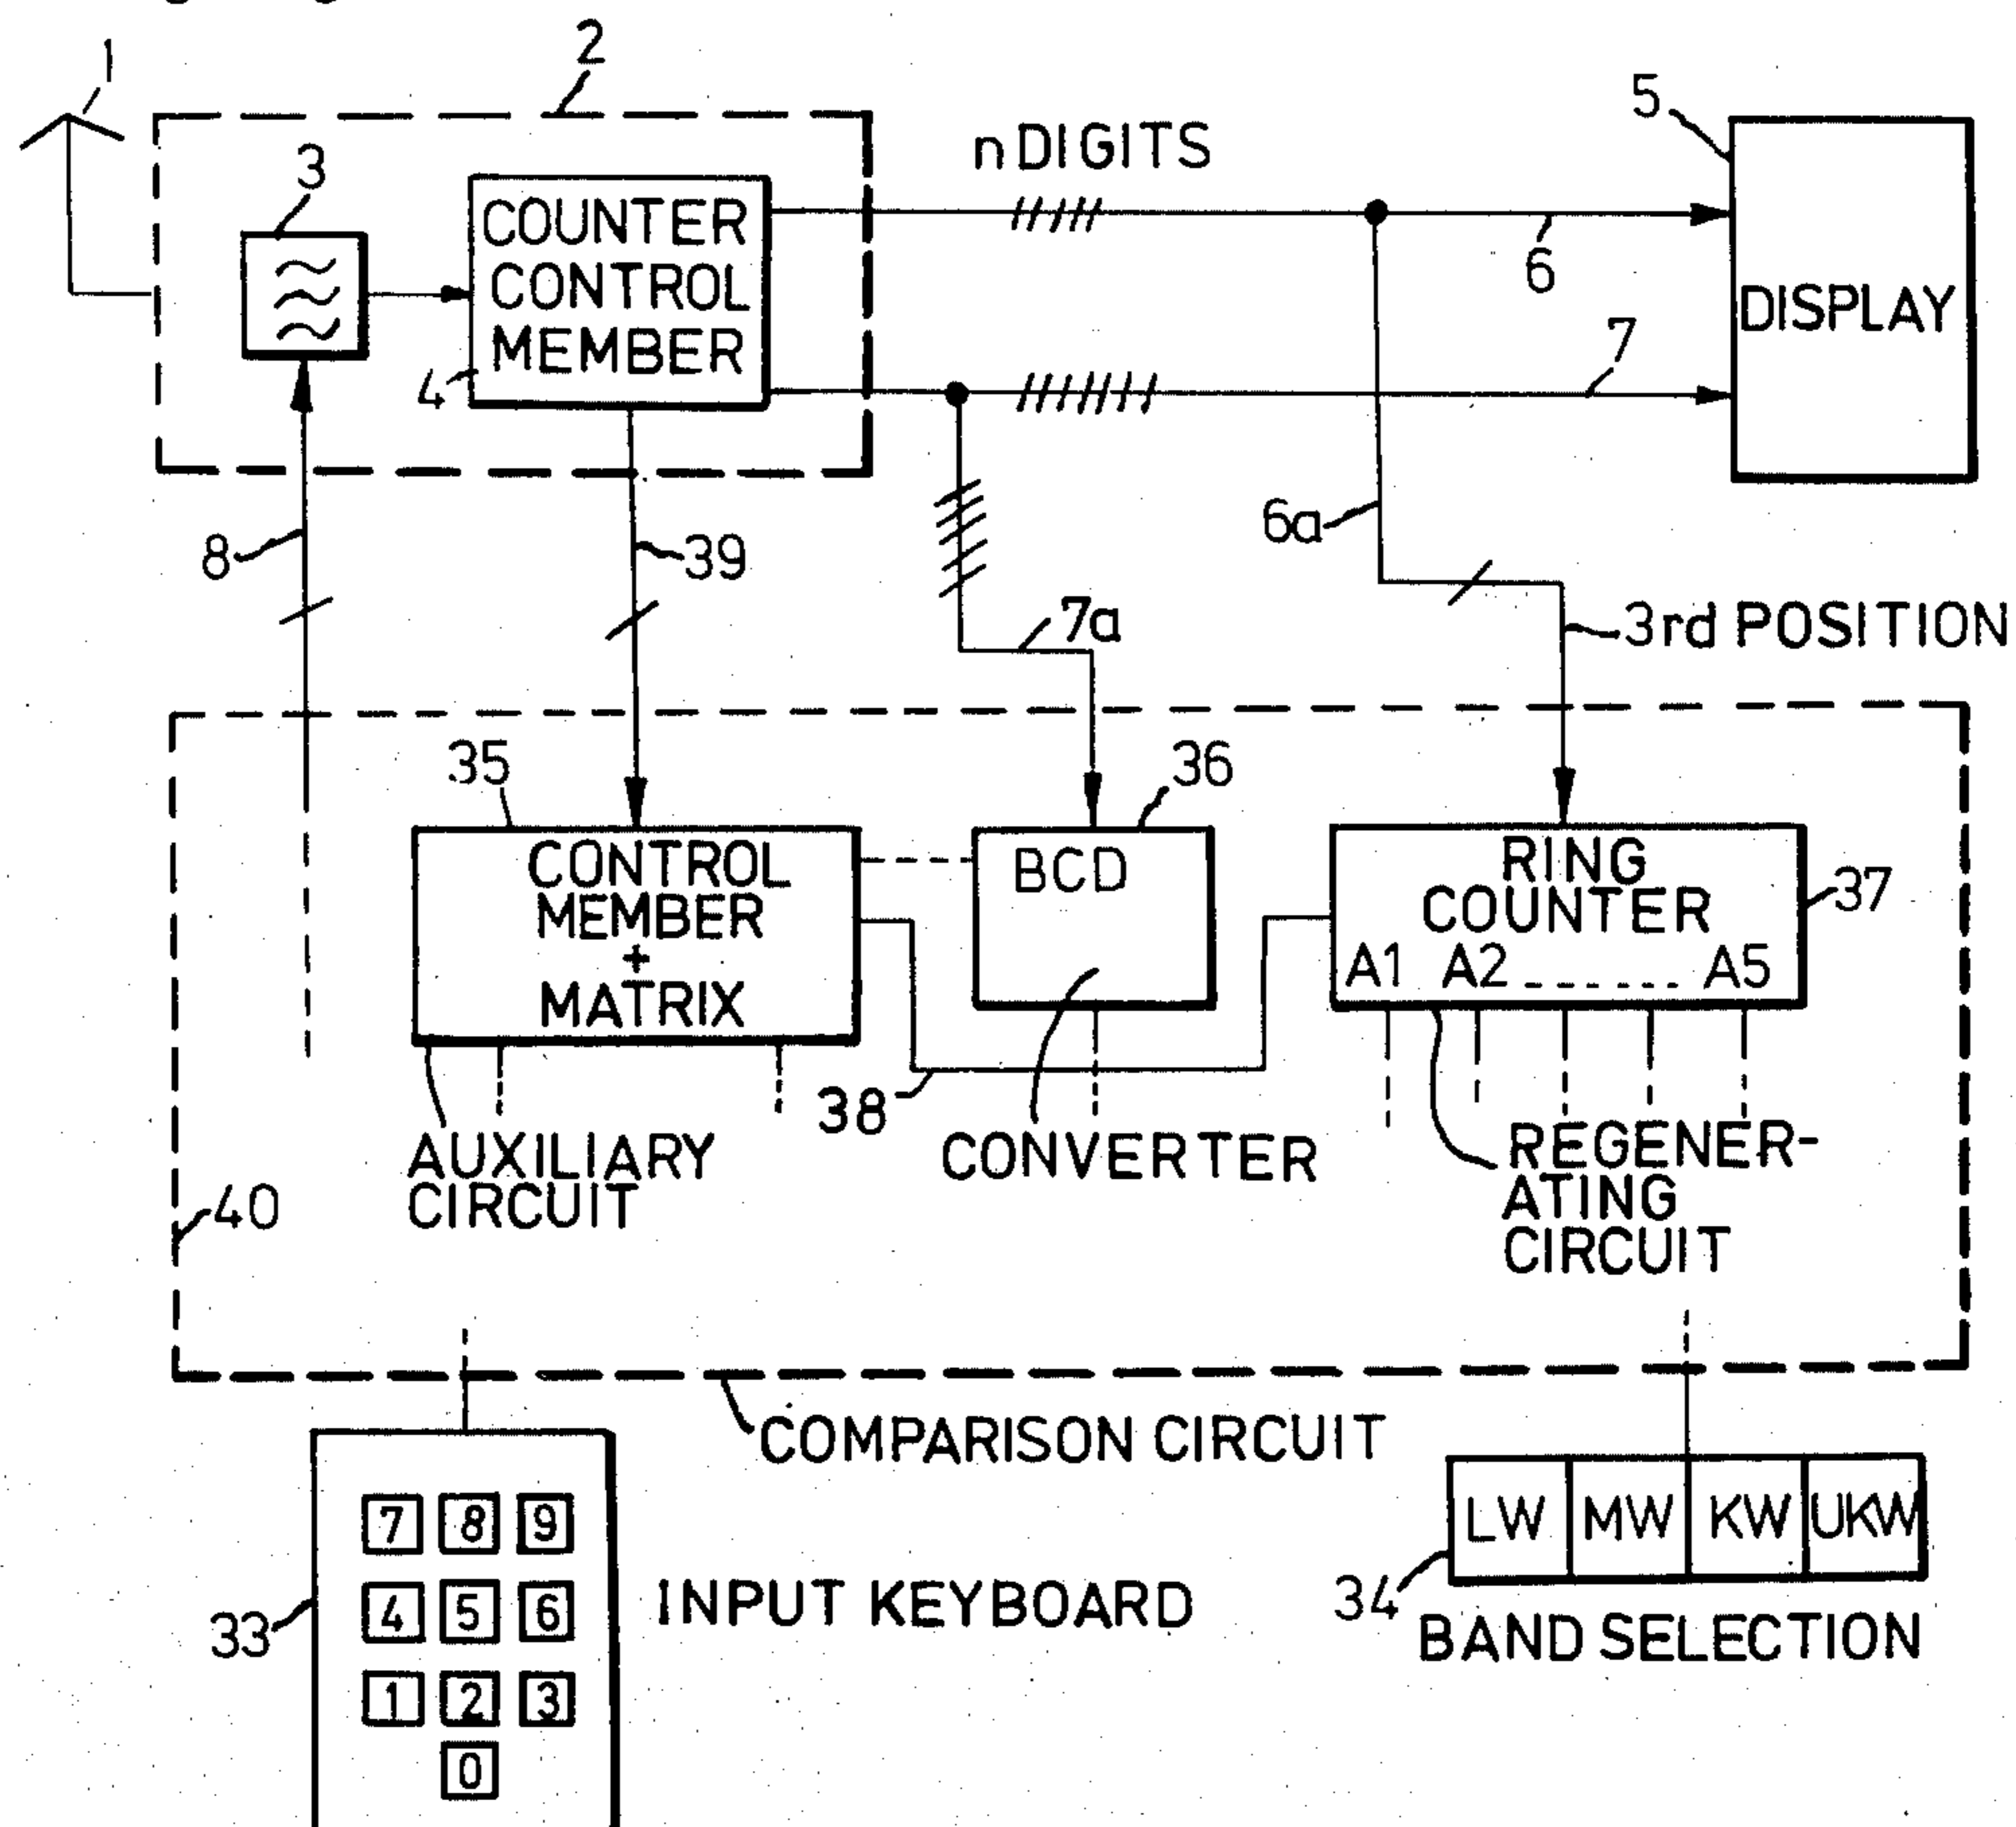 1
2
n DIGITS
5
3
COUNTER
CONTROL
MEMBER
4
6
DISPLAY
7
8
39
6a
7a
3rd POSITION
35
36
37
CONTROL
MEMBER
+
MATRIX
BCD
RING
COUNTER
A1 A2 A5
38
AUXILIARY
CIRCUIT
CONVERTER
REGENER-
ATING
CIRCUIT
40
COMPARISON CIRCUIT
7 8 9
4 5 6
1 2 3
0
33
INPUT KEYBOARD
LW MW KW UKW
34
BAND SELECTION